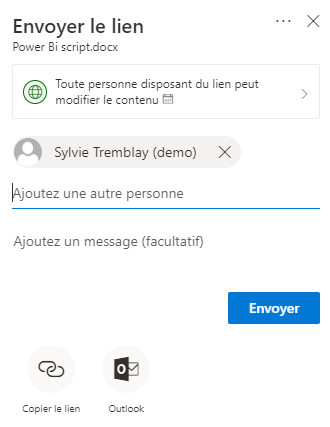 Envoyer le lien
Power Bi script.docx
Toute personne disposant du lien peut
modifier le contenu
Sylvie Tremblay (demo)
Ajoutez une autre personne
Ajoutez un message (facultatif)
Envoyer
Copier le lien
Outlook